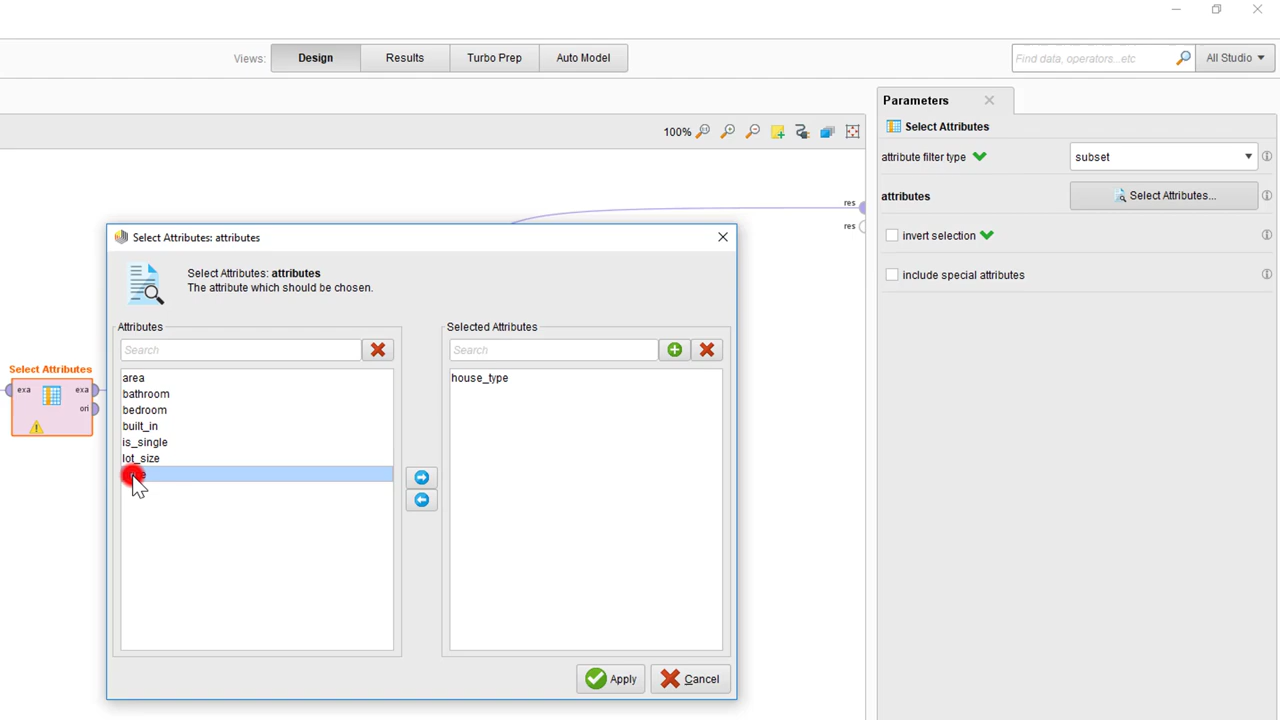 Views: Design Results Turbo Prep Auto Model Find data, operators...etc All Studio
Parameters
100% Select Attributes
attribute filter type subset
attributes Select Attributes...
res
res
invert selection
include special attributes
Select Attributes: attributes
Select Attributes: attributes
The attribute which should be chosen.
Attributes Selected Attributes
Search Search
area house_type
bathroom
bedroom
built_in
is_single
lot_size
Select Attributes
exa exa
ori
Apply Cancel